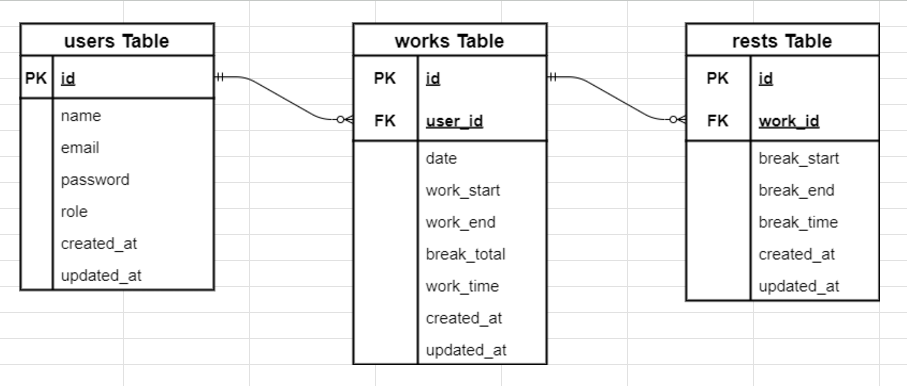 users Table
PK id
name
email
password
role
created_at
updated_at
works Table
PK id
FK user_id
date
work_start
work_end
break_total
work_time
created_at
updated_at
rests Table
PK id
FK work_id
break_start
break_end
break_time
created_at
updated_at